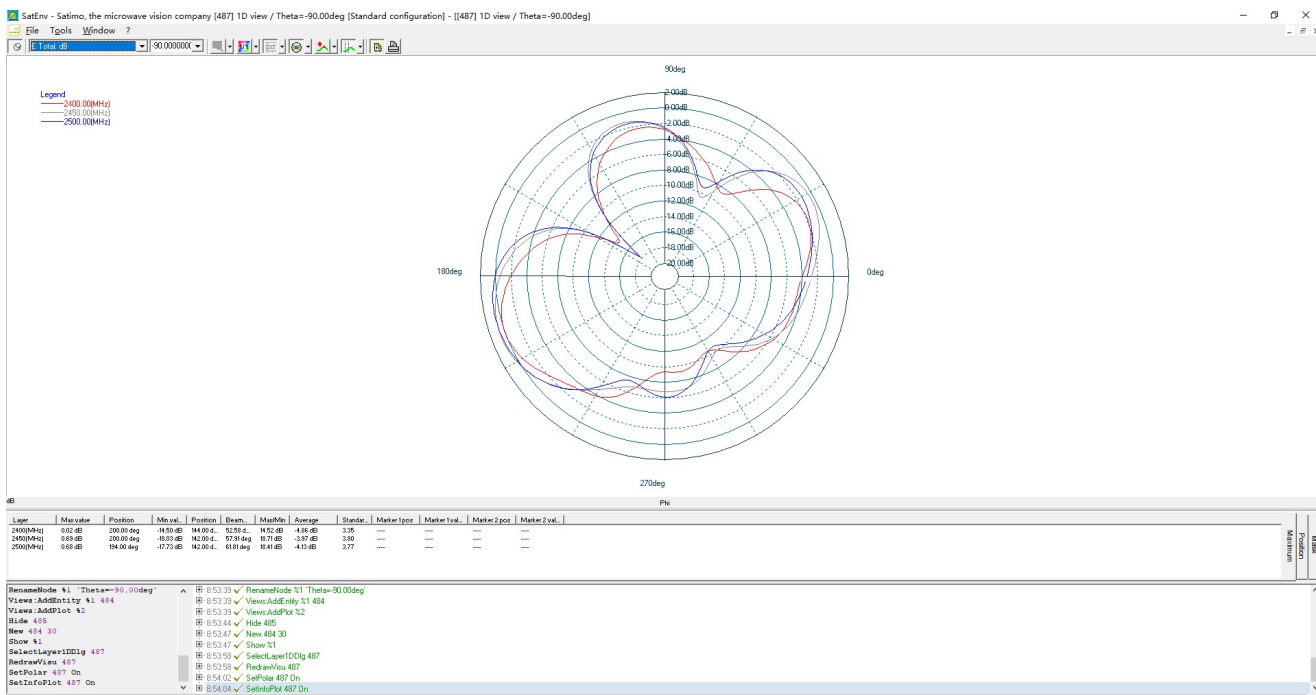 SatEnv - Satimo, the microwave vision company [487] 1D view / Theta=-90.00deg [Standard configuration] - [[487] 1D view / Theta=-90.00deg]
File Tools Window ?
E Total dB -90.0000000
90deg
Legend
2400.00(MHz)
2450.00(MHz)
2500.00(MHz)
2.00dB
0.00dB
-2.00dB
-4.00dB
-6.00dB
-8.00dB
-10.00dB
-12.00dB
-14.00dB
-16.00dB
-18.00dB
-20.00dB
180deg
0deg
270deg
dB
Phi
Layer Max value Position Min val... Position Beam... Max/Min Average Standar... Marker 1 pos Marker 1 val... Marker 2 pos Marker 2 val...
2400(MHz) 0.02 dB 200.00 deg -14.50 dB 144.00 d... 52.58 d... 14.52 dB -4.86 dB 3.35 ---- ---- ---- ----
2450(MHz) 0.69 dB 200.00 deg -18.03 dB 142.00 d... 57.91 deg 18.71 dB -3.97 dB 3.80 ---- ---- ---- ----
2500(MHz) 0.68 dB 194.00 deg -17.73 dB 142.00 d... 61.81 deg 18.41 dB -4.13 dB 3.77 ---- ---- ---- ----
Maximum
Position
Mask
RenameNode %1 `Theta=-90.00deg`
Views:AddEntity %1 484
Views:AddPlot %2
Hide 485
New 484 30
Show %1
SelectLayer1DDlg 487
RedrawVisu 487
SetPolar 487 On
SetInfoPlot 487 On
8:53:39 RenameNode %1 `Theta=-90.00deg`
8:53:39 Views:AddEntity %1 484
8:53:39 Views:AddPlot %2
8:53:44 Hide 485
8:53:47 New 484 30
8:53:47 Show %1
8:53:58 SelectLayer1DDlg 487
8:53:58 RedrawVisu 487
8:54:02 SetPolar 487 On
8:54:04 SetInfoPlot 487 On